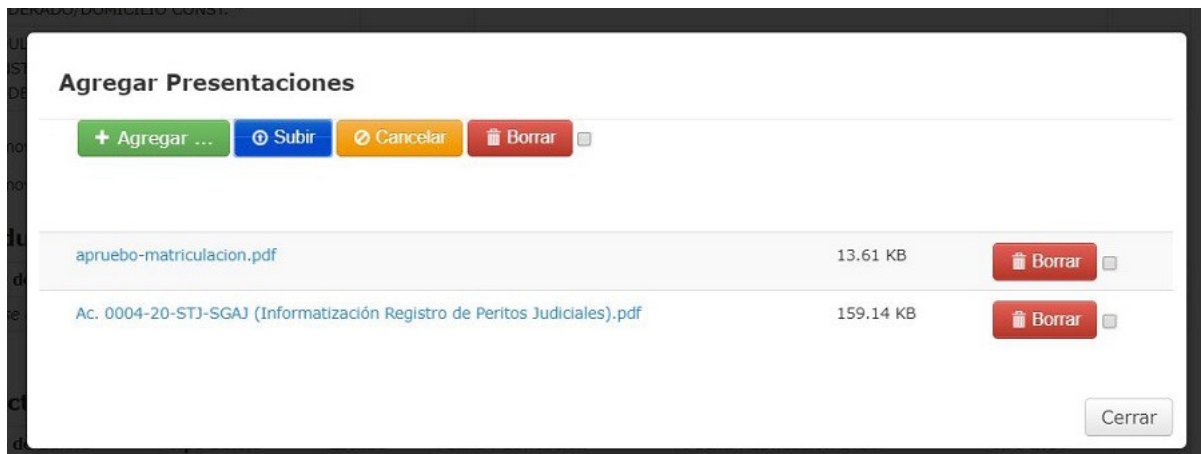 Agregar Presentaciones
+ Agregar ... Subir Cancelar Borrar
apruebo-matriculacion.pdf 13.61 KB Borrar
Ac. 0004-20-STJ-SGAJ (Informatización Registro de Peritos Judiciales).pdf 159.14 KB Borrar
Cerrar